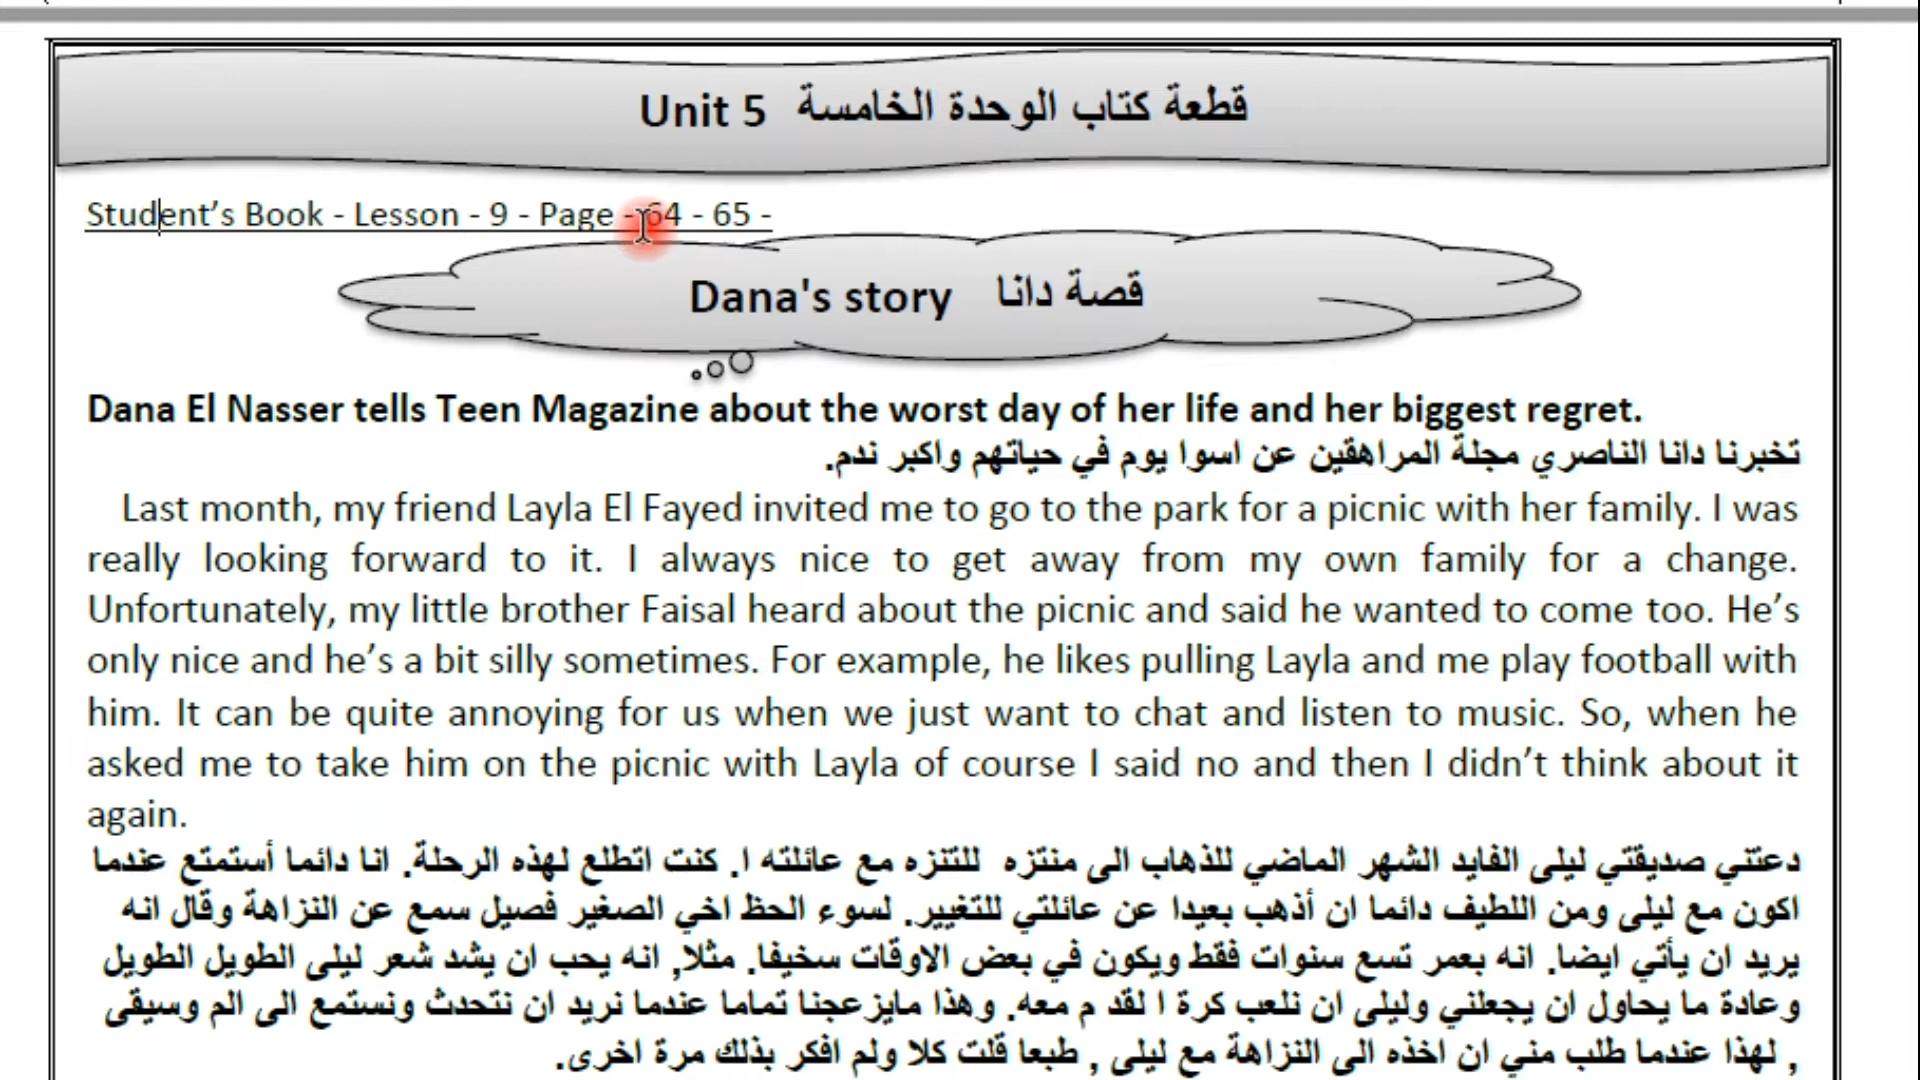 Unit 5 قطعة كتاب الوحدة الخامسة
Student’s Book - Lesson - 9 - Page - 64 - 65 -
Dana's story قصة دانا
Dana El Nasser tells Teen Magazine about the worst day of her life and her biggest regret.
تخبرنا دانا الناصري مجلة المراهقين عن اسوا يوم في حياتهم واكبر ندم.
Last month, my friend Layla El Fayed invited me to go to the park for a picnic with her family. I was
really looking forward to it. I always nice to get away from my own family for a change.
Unfortunately, my little brother Faisal heard about the picnic and said he wanted to come too. He’s
only nice and he’s a bit silly sometimes. For example, he likes pulling Layla and me play football with
him. It can be quite annoying for us when we just want to chat and listen to music. So, when he
asked me to take him on the picnic with Layla of course I said no and then I didn’t think about it
again.
دعتني صديقتي ليلى الفايد الشهر الماضي للذهاب الى منتزه للتنزه مع عائلته ا. كنت اتطلع لهذه الرحلة. انا دائما أستمتع عندما
اكون مع ليلى ومن اللطيف دائما ان أذهب بعيدا عن عائلتي للتغيير. لسوء الحظ اخي الصغير فصيل سمع عن النزاهة وقال انه
يريد ان يأتي ايضا. انه بعمر تسع سنوات فقط ويكون في بعض الاوقات سخيفا. مثلا, انه يحب ان يشد شعر ليلى الطويل الطويل
وعادة ما يحاول ان يجعلني وليلى ان نلعب كرة ا لقد م معه. وهذا مايزعجنا تماما عندما نريد ان نتحدث ونستمع الى الم وسيقى
, لهذا عندما طلب مني ان اخذه الى النزاهة مع ليلى , طبعا قلت كلا ولم افكر بذلك مرة اخرى.